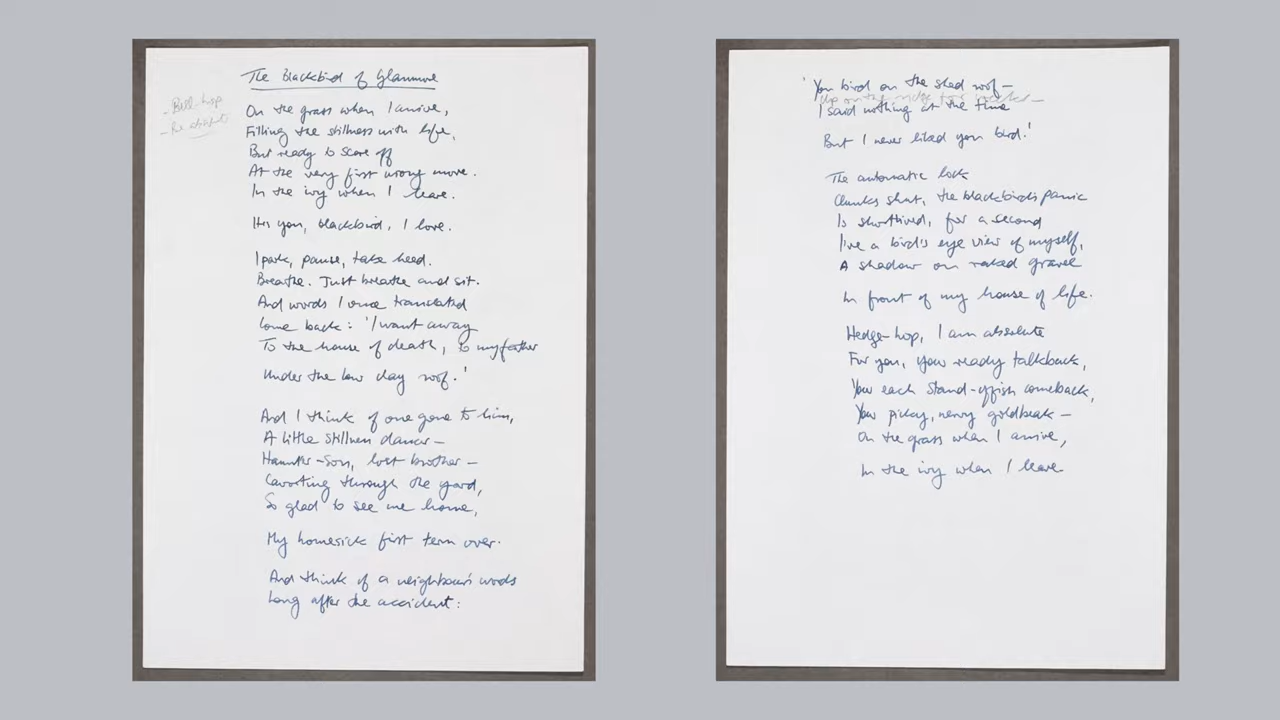 The Blackbird of Glanmore
On the grass when I arrive,
Filling the stillness with life,
But ready to scare off
At the very first wrong move.
In the ivy when I leave.
It's you, blackbird, I love.
I park, pause, take heed.
Breathe. Just breathe and sit.
And words I once translated
Come back: 'I want away
To the house of death, to my father
Under the low clay roof.'
And I think of one gone to him,
A little stillness dancer –
Haunter-Son, lost brother –
Cavorting through the yard,
So glad to see me home,
My homesick first term over.
And think of a neighbour's words
Long after the accident:
'Yon bird on the shed roof –
Up on the ridge for weeks –
I said nothing at the time
But I never liked yon bird.'
The automatic lock
Clunks shut, the blackbird's panic
Is shortlived, for a second
I've a bird's eye view of myself,
A shadow on raked gravel
In front of my house of life.
Hedge-hop, I am absolute
For you, your ready talkback,
Your each stand-offish comeback,
Your picky, nervy goldbeak –
On the grass when I arrive,
In the ivy when I leave